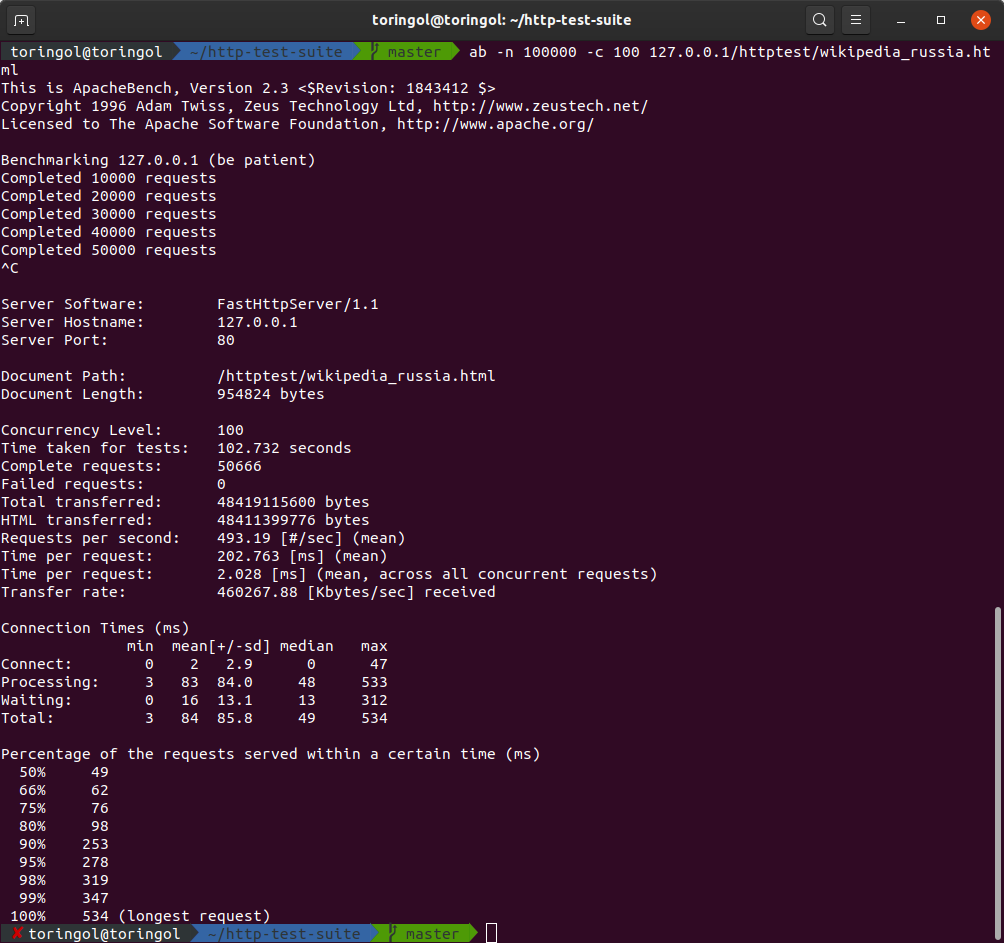 toringol@toringol: ~/http-test-suite
toringol@toringol ~/http-test-suite master ab -n 100000 -c 100 127.0.0.1/httptest/wikipedia_russia.ht
ml
This is ApacheBench, Version 2.3 <$Revision: 1843412 $>
Copyright 1996 Adam Twiss, Zeus Technology Ltd, http://www.zeustech.net/
Licensed to The Apache Software Foundation, http://www.apache.org/

Benchmarking 127.0.0.1 (be patient)
Completed 10000 requests
Completed 20000 requests
Completed 30000 requests
Completed 40000 requests
Completed 50000 requests
^C

Server Software:        FastHttpServer/1.1
Server Hostname:        127.0.0.1
Server Port:            80

Document Path:          /httptest/wikipedia_russia.html
Document Length:        954824 bytes

Concurrency Level:      100
Time taken for tests:   102.732 seconds
Complete requests:      50666
Failed requests:        0
Total transferred:      48419115600 bytes
HTML transferred:       48411399776 bytes
Requests per second:    493.19 [#/sec] (mean)
Time per request:       202.763 [ms] (mean)
Time per request:       2.028 [ms] (mean, across all concurrent requests)
Transfer rate:          460267.88 [Kbytes/sec] received

Connection Times (ms)
              min  mean[+/-sd] median   max
Connect:        0    2   2.9      0      47
Processing:     3   83  84.0     48     533
Waiting:        0   16  13.1     13     312
Total:          3   84  85.8     49     534

Percentage of the requests served within a certain time (ms)
  50%     49
  66%     62
  75%     76
  80%     98
  90%    253
  95%    278
  98%    319
  99%    347
 100%    534 (longest request)
✘ toringol@toringol ~/http-test-suite master